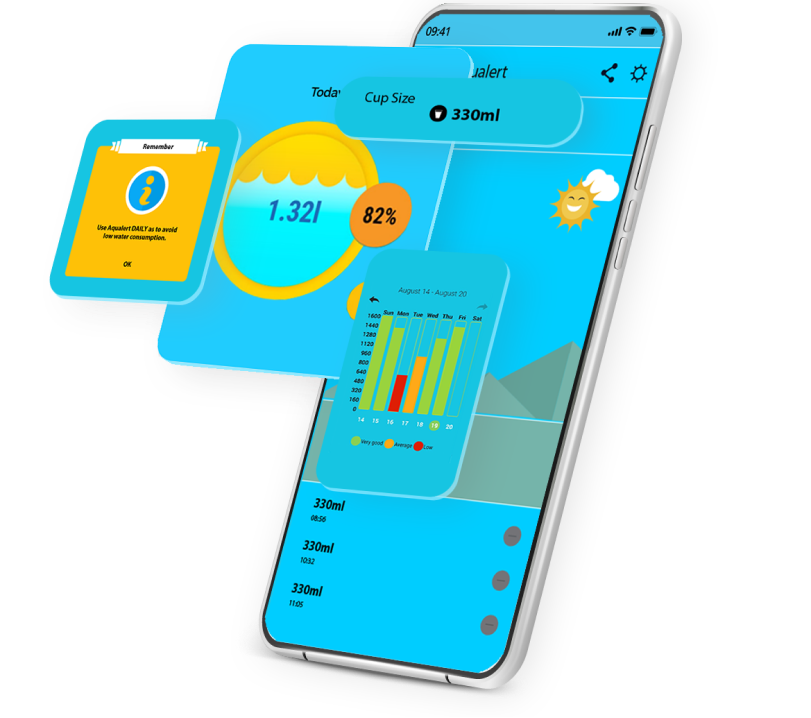 09:41
ualert
Today
Cup Size
330ml
Remember
Use Aqualert DAILY as to avoid
low water consumption.
OK
1.32l
82%
August 14 - August 20
Sun Mon Tue Wed Thu Fri Sat
1600
1440
1280
1120
960
800
640
480
320
160
0
14 15 16 17 18 19 20
Very good Average Low
330ml
08:56
330ml
10:32
330ml
11:05